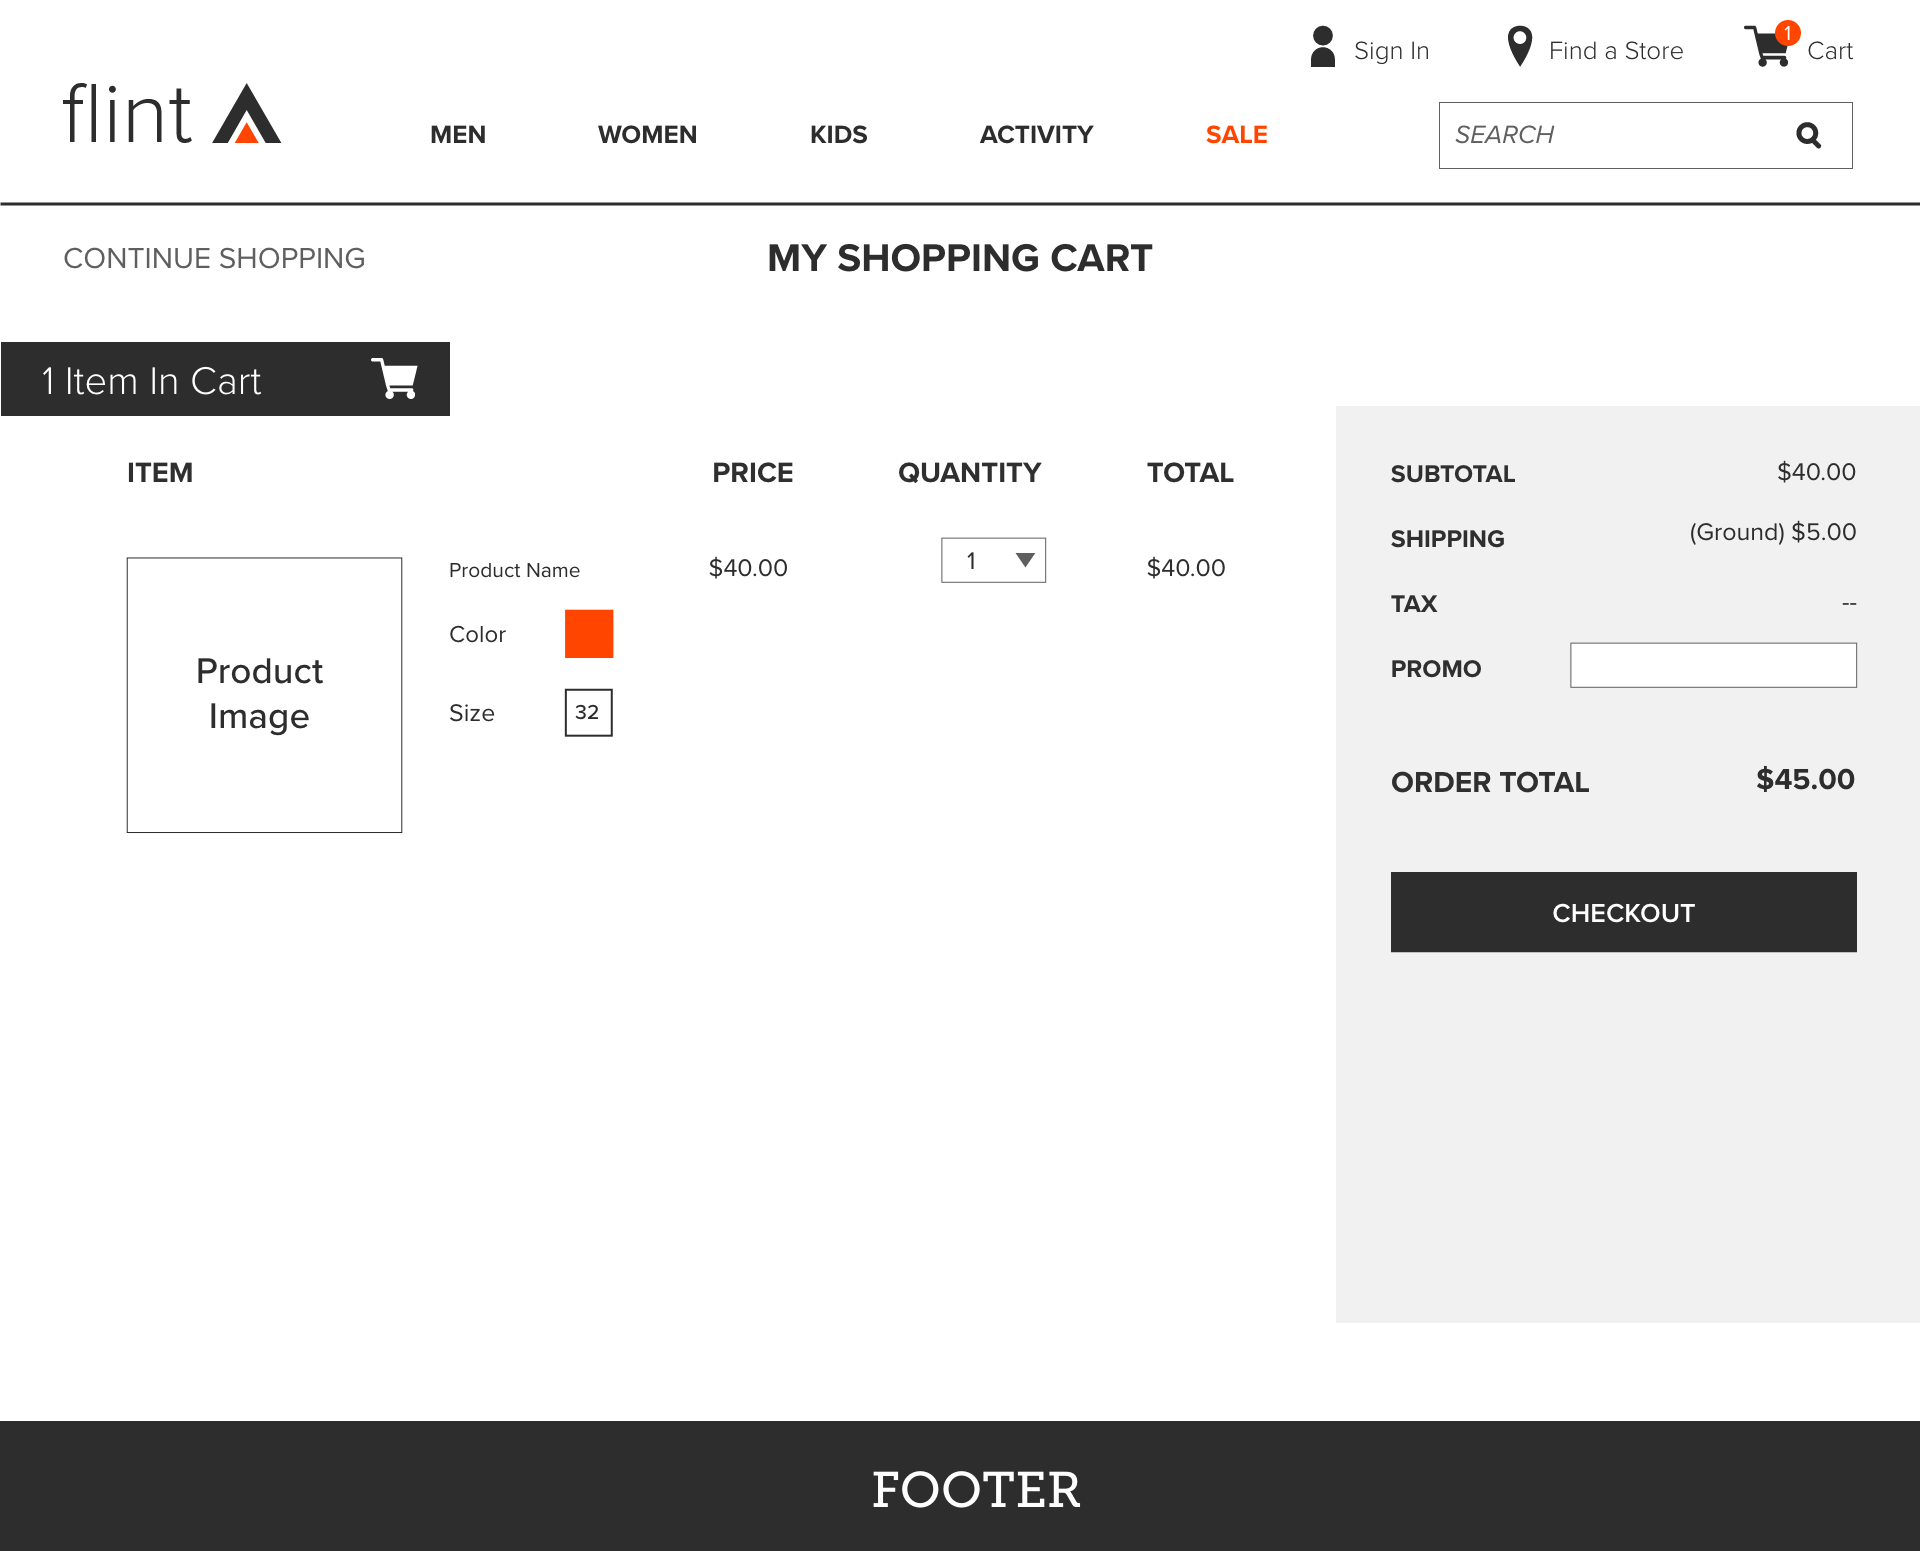 Sign In
Find a Store
1
Cart
flint
MEN
WOMEN
KIDS
ACTIVITY
SALE
SEARCH
CONTINUE SHOPPING
MY SHOPPING CART
1 Item In Cart
ITEM
PRICE
QUANTITY
TOTAL
Product
Image
Product Name
$40.00
1
$40.00
Color
Size
32
SUBTOTAL
$40.00
SHIPPING
(Ground) $5.00
TAX
--
PROMO
ORDER TOTAL
$45.00
CHECKOUT
FOOTER